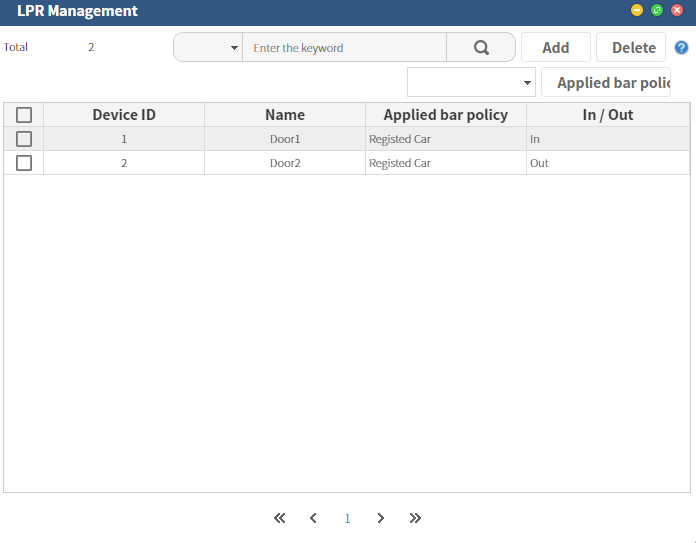 LPR Management
Total 2 Enter the keyword Add Delete ?
Applied bar polic
Device ID Name Applied bar policy In / Out
1 Door1 Registed Car In
2 Door2 Registed Car Out
1